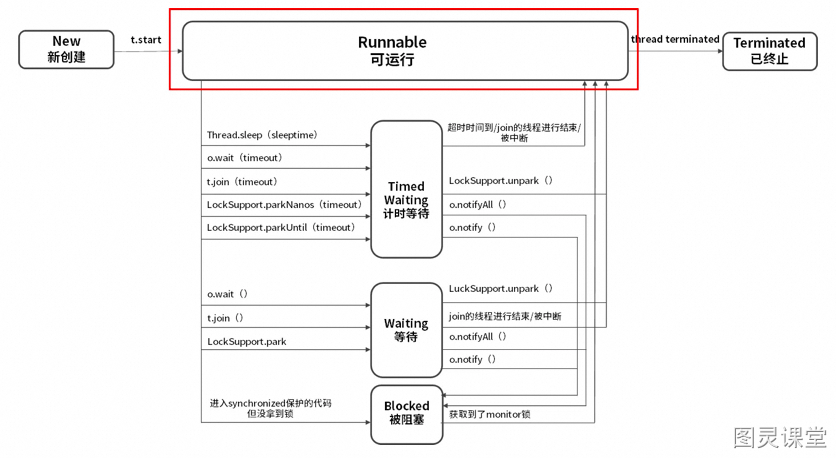 New
新创建
t.start
Runnable
可运行
thread terminated
Terminated
已终止
Thread.sleep（sleeptime）
o.wait（timeout）
t.join（timeout）
LockSupport.parkNanos（timeout）
LockSupport.parkUntil（timeout）
Timed
Waiting
计时等待
超时时间到/join的线程进行结束/
被中断
LockSupport.unpark（）
o.notifyAll（）
o.notify（）
o.wait（）
t.join（）
LockSupport.park
Waiting
等待
LuckSupport.unpark（）
join的线程进行结束/被中断
o.notifyAll（）
o.notify（）
进入synchronized保护的代码
但没拿到锁
Blocked
被阻塞
获取到了monitor锁
图灵课堂